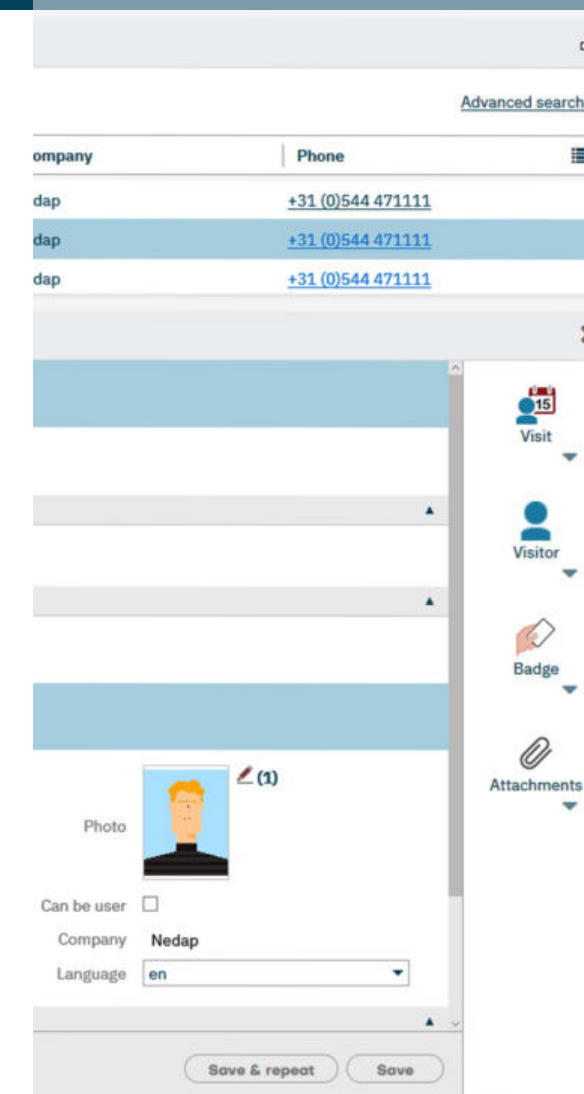 Advanced search
ompany Phone
dap +31 (0)544 471111
dap +31 (0)544 471111
dap +31 (0)544 471111
15
Visit
Visitor
Badge
Attachments
(1)
Photo
Can be user
Company Nedap
Language en
Save & repeat Save